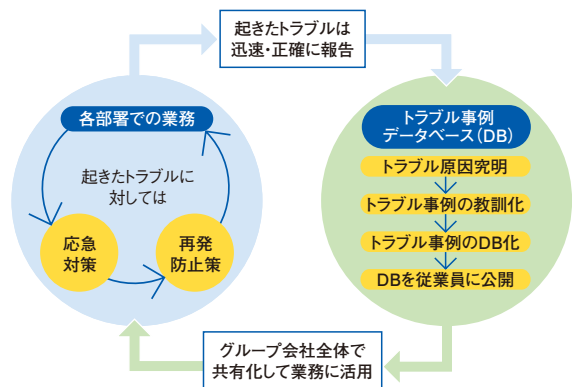 起きたトラブルは
迅速・正確に報告
各部署での業務
起きたトラブルに
対しては
応急
対策
再発
防止策
トラブル事例
データベース(DB)
トラブル原因究明
トラブル事例の教訓化
トラブル事例のDB化
DBを従業員に公開
グループ会社全体で
共有化して業務に活用